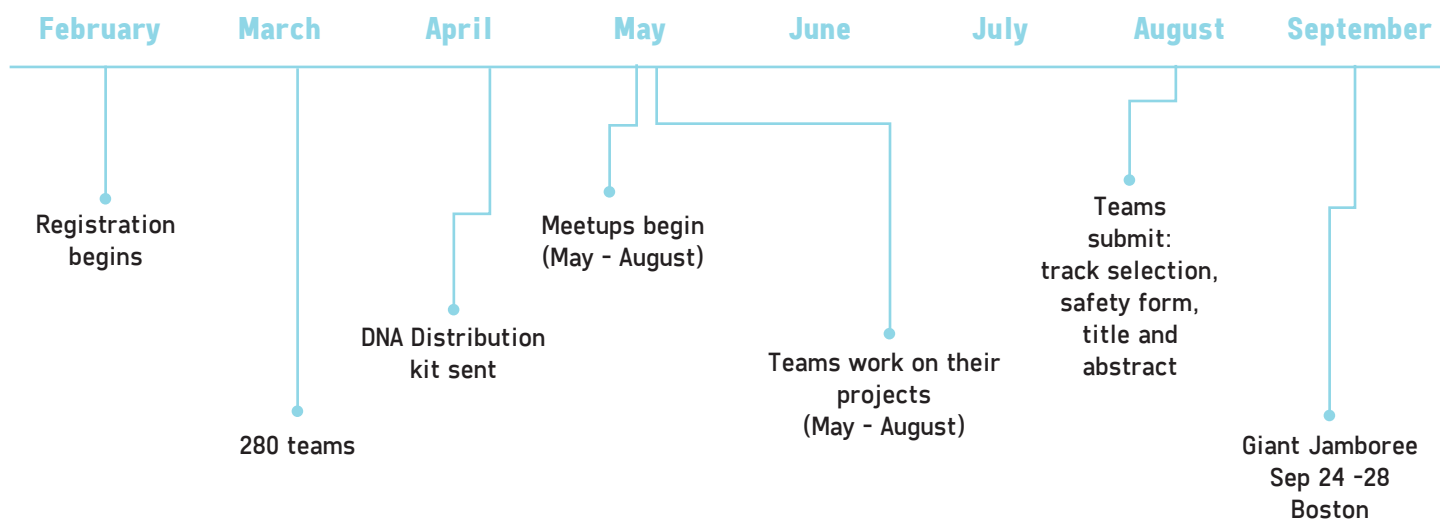 February March April May June July August September
Registration
begins
280 teams
DNA Distribution
kit sent
Meetups begin
(May - August)
Teams work on their
projects
(May - August)
Teams
submit:
track selection,
safety form,
title and
abstract
Giant Jamboree
Sep 24 -28
Boston